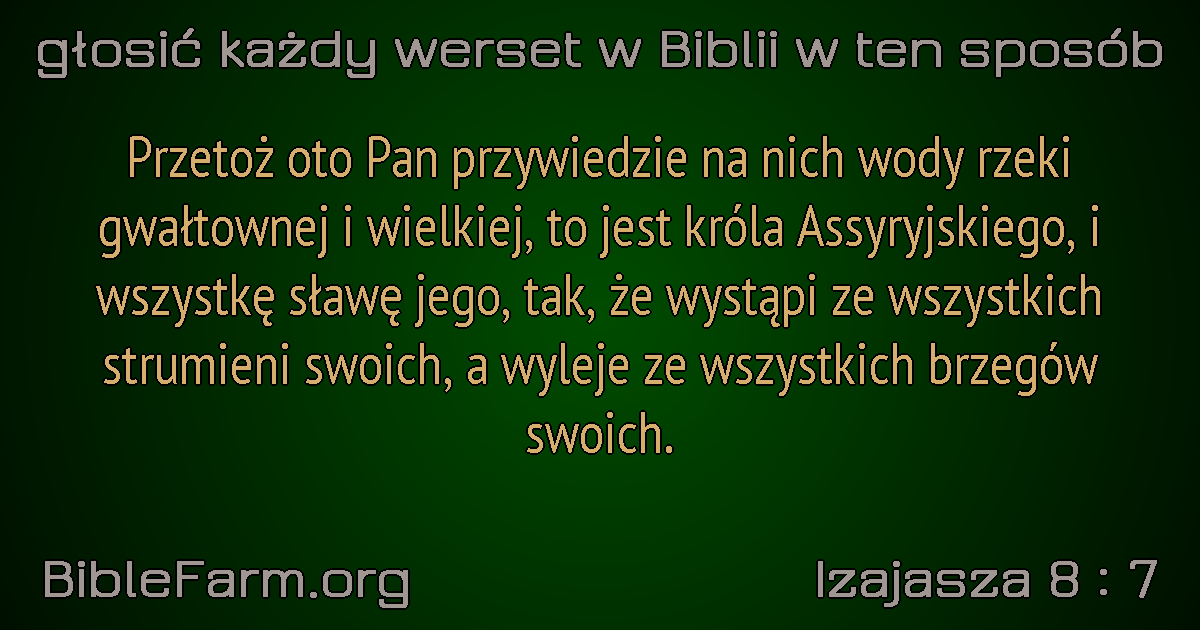 głosić każdy werset w Biblii w ten sposób
Przetoż oto Pan przywiedzie na nich wody rzeki
gwałtownej i wielkiej, to jest króla Assyryjskiego, i
wszystkę sławę jego, tak, że wystąpi ze wszystkich
strumieni swoich, a wyleje ze wszystkich brzegów
swoich.
BibleFarm.org
Izajasza 8 : 7